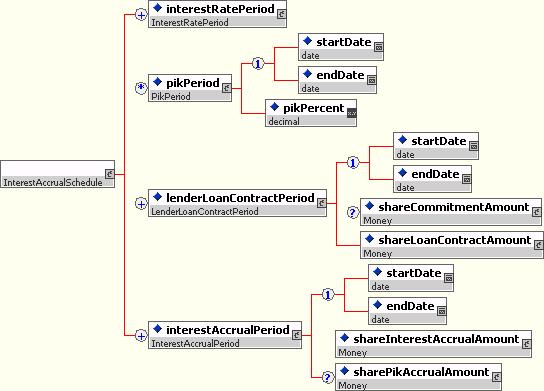 interestRatePeriod
InterestRatePeriod
startDate
date
1
endDate
date
*
pikPeriod
PikPeriod
pikPercent
decimal
InterestAccrualSchedule
startDate
date
1
endDate
date
+
lenderLoanContractPeriod
LenderLoanContractPeriod
?
shareCommitmentAmount
Money
shareLoanContractAmount
Money
startDate
date
1
endDate
date
+
interestAccrualPeriod
InterestAccrualPeriod
shareInterestAccrualAmount
Money
?
sharePikAccrualAmount
Money